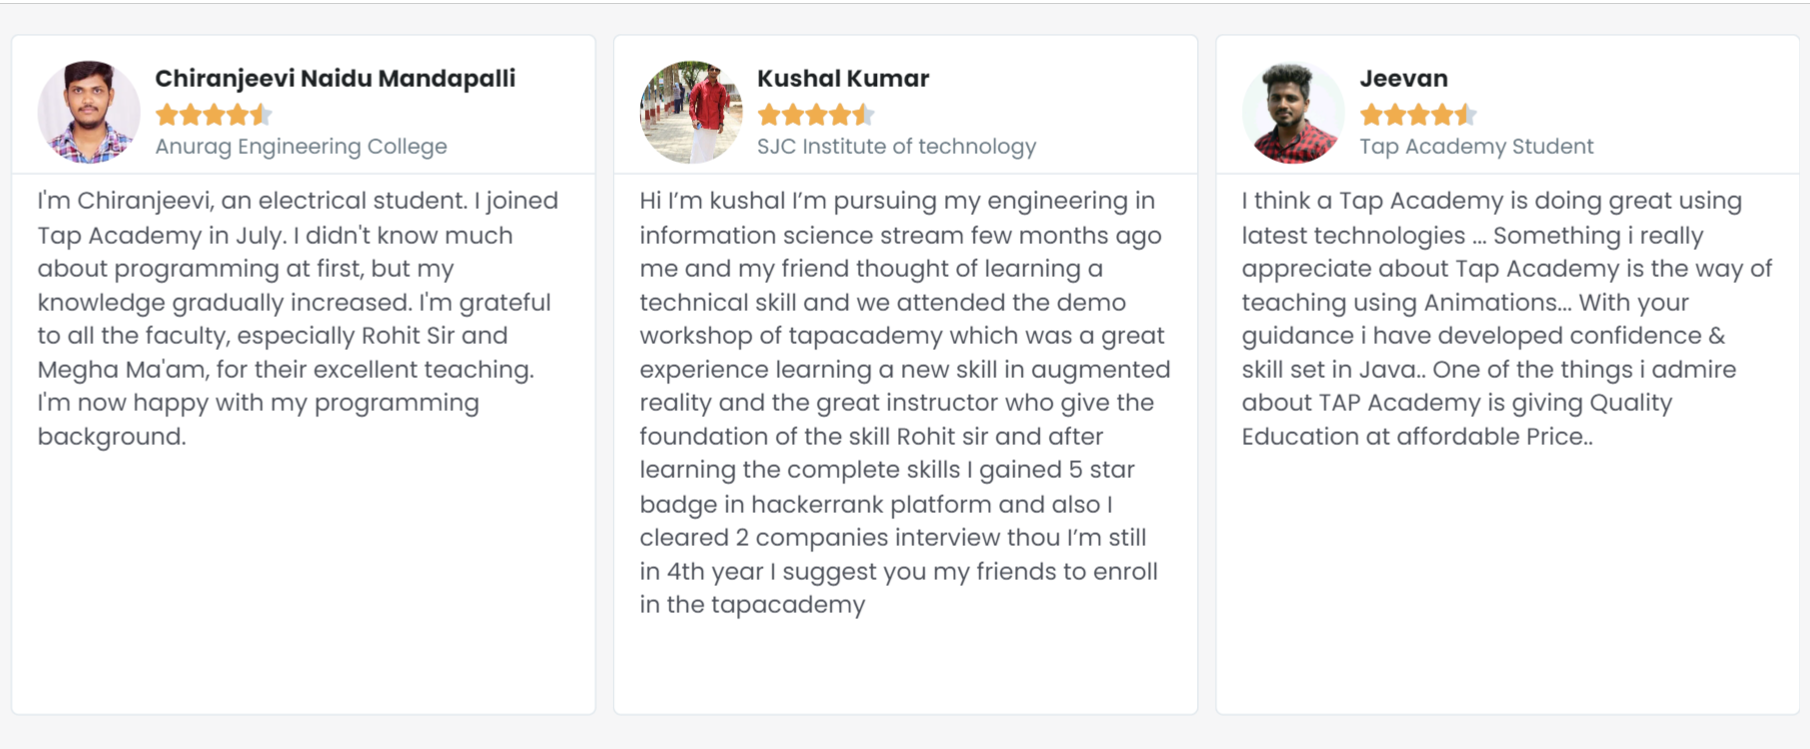 Chiranjeevi Naidu Mandapalli
Anurag Engineering College
I'm Chiranjeevi, an electrical student. I joined
Tap Academy in July. I didn't know much
about programming at first, but my
knowledge gradually increased. I'm grateful
to all the faculty, especially Rohit Sir and
Megha Ma'am, for their excellent teaching.
I'm now happy with my programming
background.
Kushal Kumar
SJC Institute of technology
Hi I’m kushal I’m pursuing my engineering in
information science stream few months ago
me and my friend thought of learning a
technical skill and we attended the demo
workshop of tapacademy which was a great
experience learning a new skill in augmented
reality and the great instructor who give the
foundation of the skill Rohit sir and after
learning the complete skills I gained 5 star
badge in hackerrank platform and also I
cleared 2 companies interview thou I’m still
in 4th year I suggest you my friends to enroll
in the tapacademy
Jeevan
Tap Academy Student
I think a Tap Academy is doing great using
latest technologies ... Something i really
appreciate about Tap Academy is the way of
teaching using Animations... With your
guidance i have developed confidence &
skill set in Java.. One of the things i admire
about TAP Academy is giving Quality
Education at affordable Price..